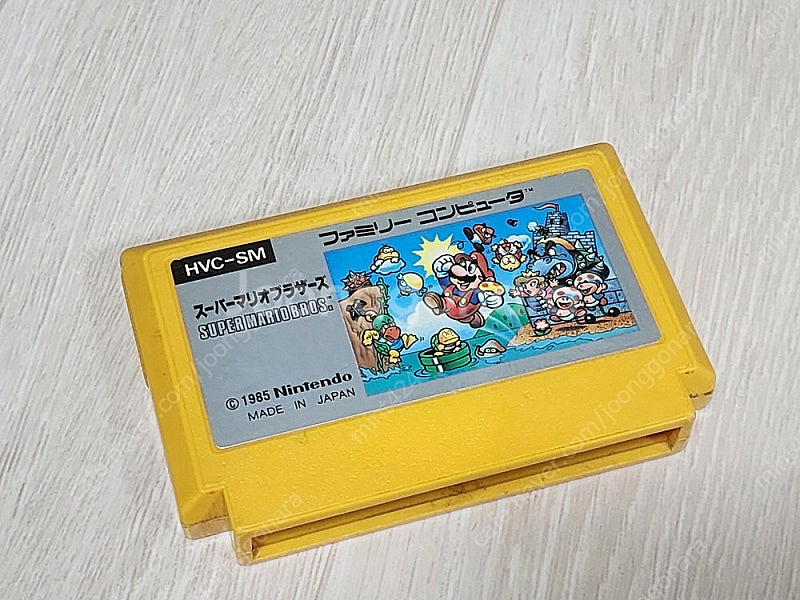 ファミリー コンピュータ™
HVC-SM
スーパーマリオブラザーズ
SUPER MARIO BROS.™
© 1985 Nintendo
MADE IN JAPAN